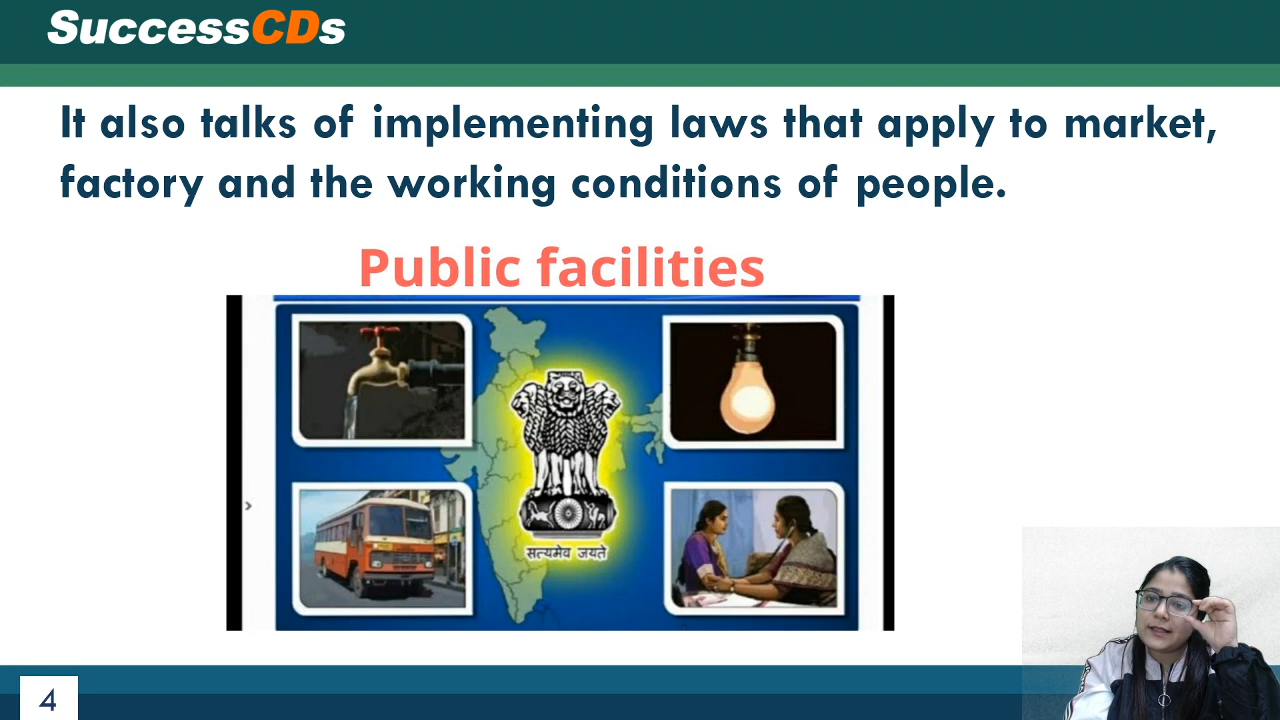 SuccessCDs
It also talks of implementing laws that apply to market,
factory and the working conditions of people.
Public facilities
सत्यमेव जयते
4